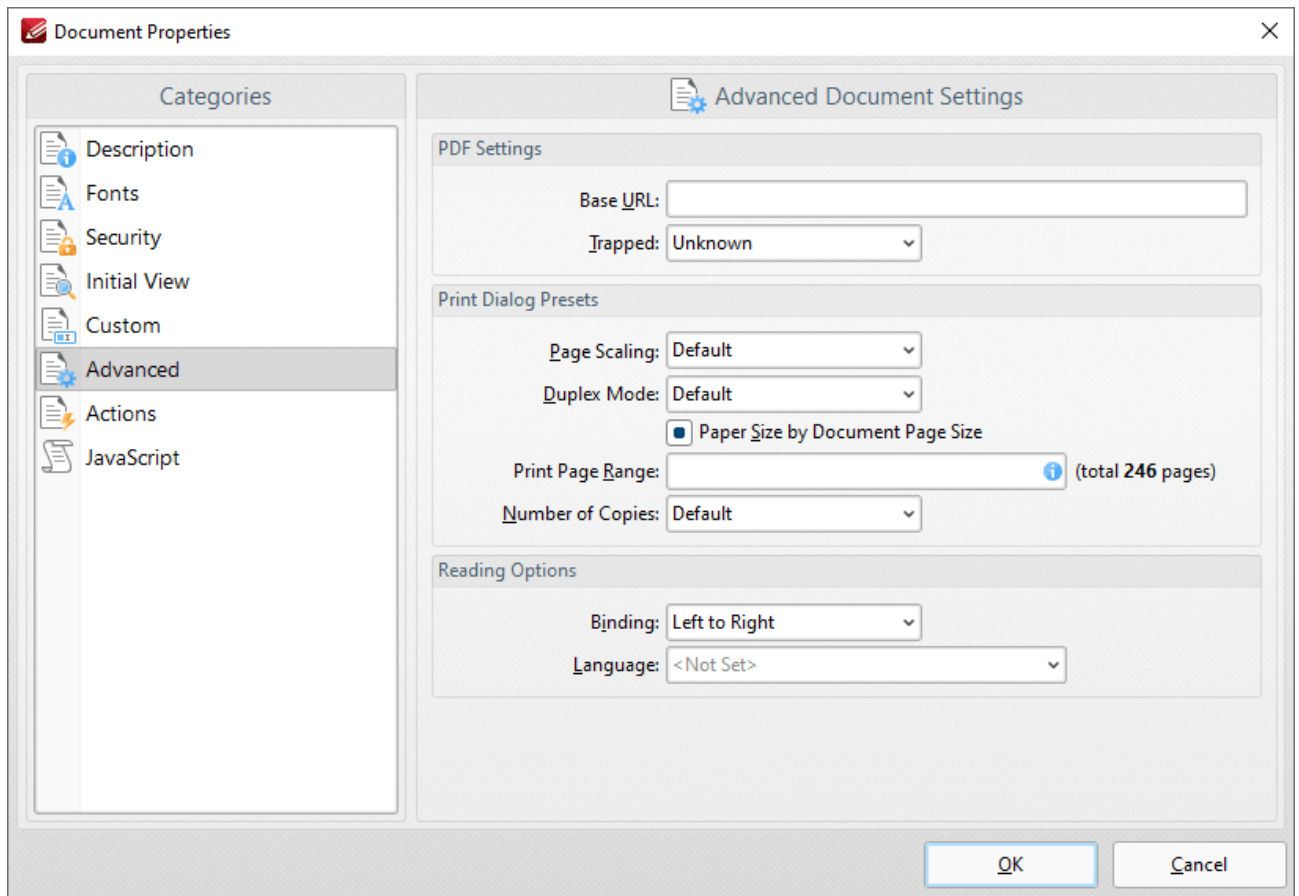 Document Properties
Categories
Description
Fonts
Security
Initial View
Custom
Advanced
Actions
JavaScript
Advanced Document Settings
PDF Settings
Base URL:
Trapped: Unknown
Print Dialog Presets
Page Scaling: Default
Duplex Mode: Default
Paper Size by Document Page Size
Print Page Range: (total 246 pages)
Number of Copies: Default
Reading Options
Binding: Left to Right
Language: <Not Set>
OK Cancel